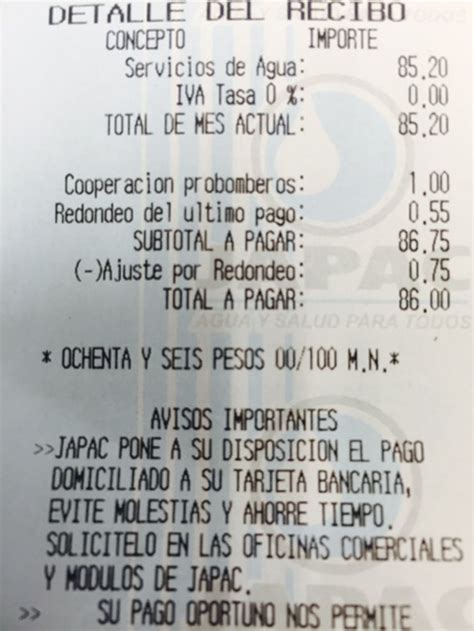 DETALLE DEL RECIBO
CONCEPTO IMPORTE
Servicios de Agua: 85.20
IVA Tasa 0 %: 0.00
TOTAL DE MES ACTUAL: 85.20
Cooperacion probomberos: 1.00
Redondeo del ultimo pago: 0.55
SUBTOTAL A PAGAR: 86.75
(-)Ajuste por Redondeo: 0.75
TOTAL A PAGAR: 86.00
JAPAC
AGUA Y SALUD PARA TODOS
* OCHENTA Y SEIS PESOS 00/100 M.N.*
AVISOS IMPORTANTES
>>JAPAC PONE A SU DISPOSICION EL PAGO
DOMICILIADO A SU TARJETA BANCARIA,
EVITE MOLESTIAS Y AHORRE TIEMPO.
SOLICITELO EN LAS OFICINAS COMERCIALES
Y MODULOS DE JAPAC.
>> SU PAGO OPORTUNO NOS PERMITE